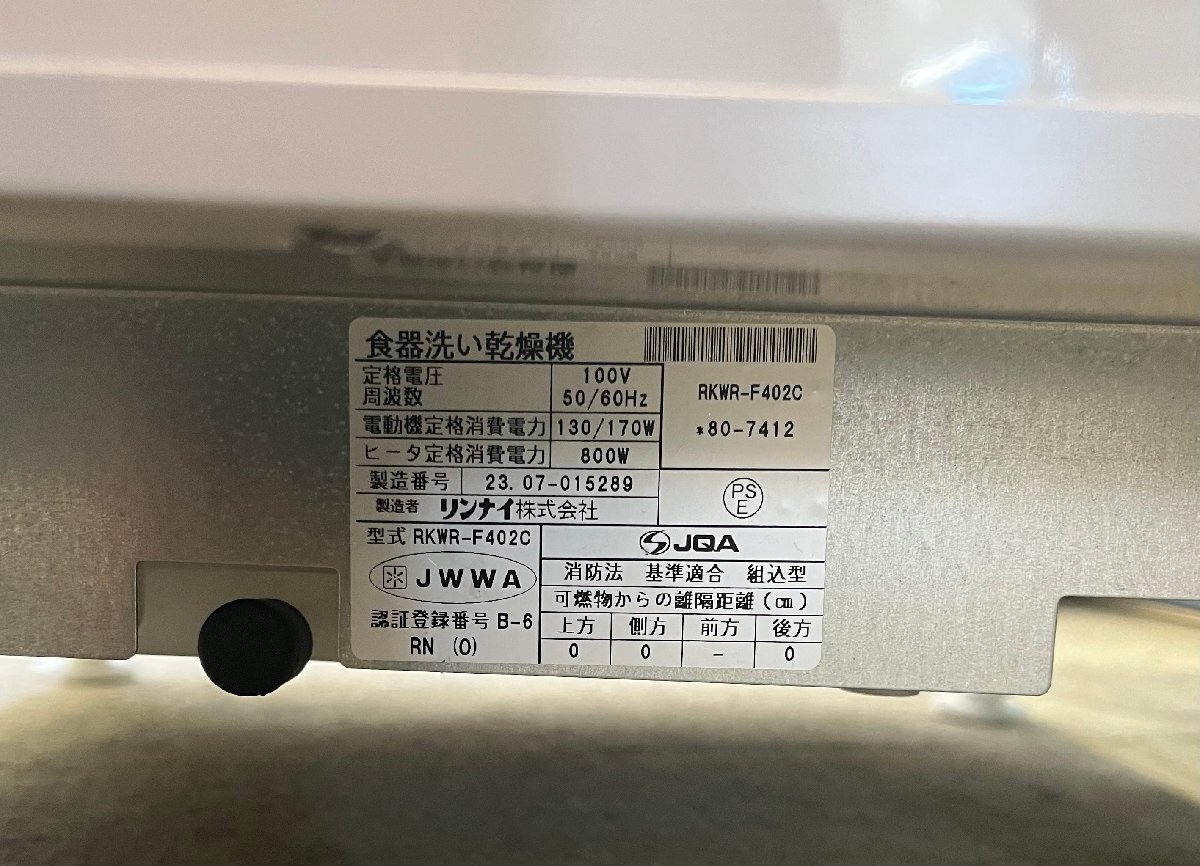 食器洗い乾燥機
定格電圧 100V
周波数 50/60Hz
電動機定格消費電力 130/170W
ヒータ定格消費電力 800W
RKWR-F402C
*80-7412
製造番号 23.07-015289
製造者 リンナイ株式会社
PS
E
型式 RKWR-F402C
JWWA
認証登録番号 B-6
RN (O)
JQA
消防法 基準適合 組込型
可燃物からの離隔距離(cm)
上方 側方 前方 後方
0 0 - 0